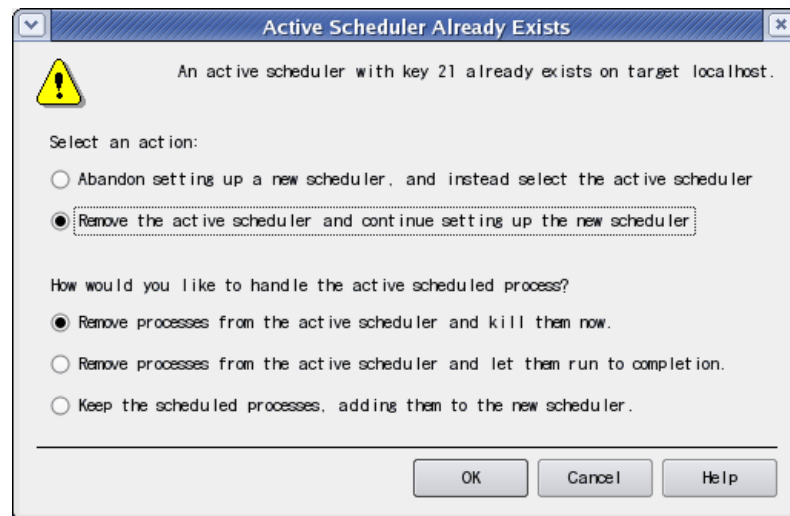 Active Scheduler Already Exists
An active scheduler with key 21 already exists on target localhost.
Select an action:
Abandon setting up a new scheduler, and instead select the active scheduler
Remove the active scheduler and continue setting up the new scheduler
How would you like to handle the active scheduled process?
Remove processes from the active scheduler and kill them now.
Remove processes from the active scheduler and let them run to completion.
Keep the scheduled processes, adding them to the new scheduler.
OK Cancel Help